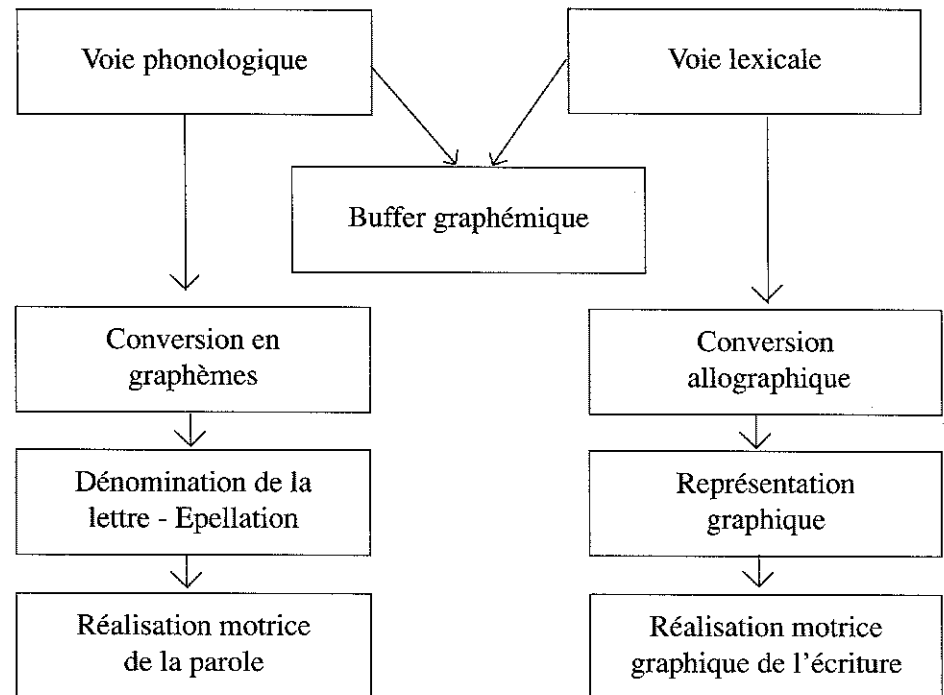 Voie phonologique
Voie lexicale
Buffer graphémique
Conversion en
graphèmes
Conversion
allographique
Dénomination de la
lettre - Epellation
Représentation
graphique
Réalisation motrice
de la parole
Réalisation motrice
graphique de l'écriture